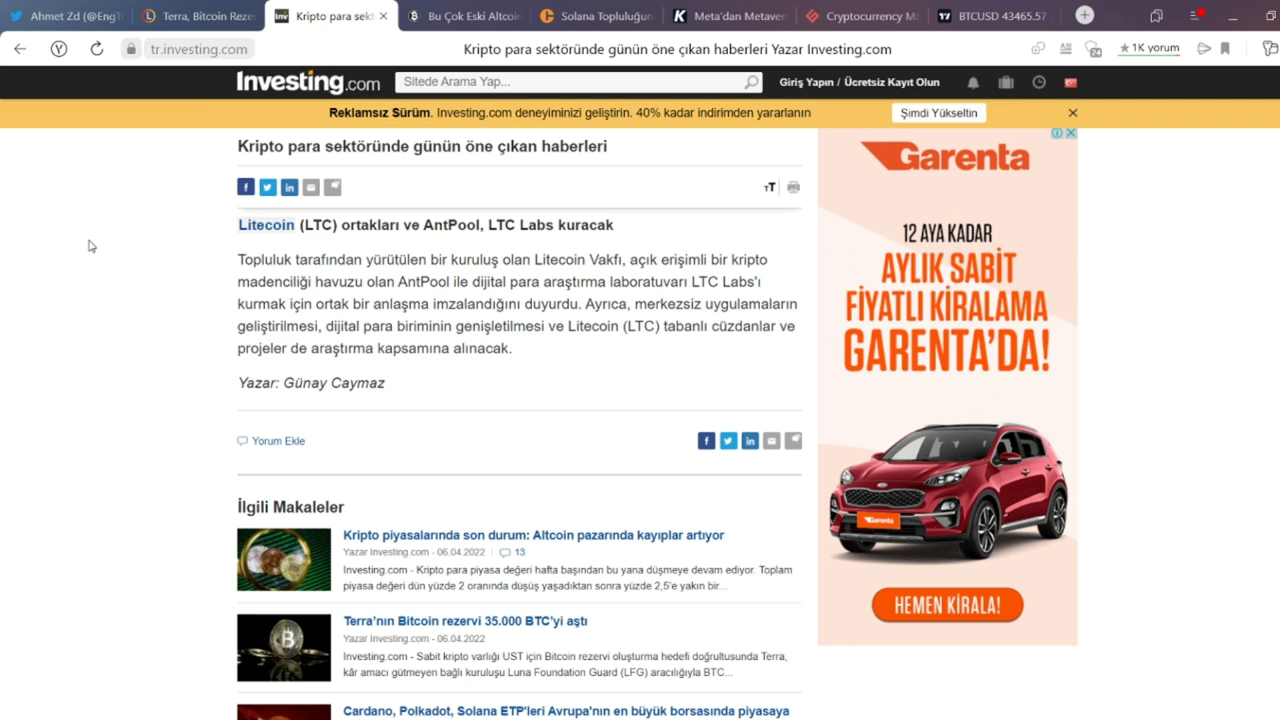 Ahmet Zd (@EngT
Terra, Bitcoin Reze
Kripto para sekt
Bu Çok Eski Altcoin
Solana Topluluğun
Meta'dan Metaver
Cryptocurrency Ma
BTCUSD 43465.57
tr.investing.com
Kripto para sektöründe günün öne çıkan haberleri Yazar Investing.com
24
★ 1K yorum
Investing.com
Sitede Arama Yap...
Giriş Yapın / Ücretsiz Kayıt Olun
Reklamsız Sürüm. Investing.com deneyiminizi geliştirin. 40% kadar indirimden yararlanın
Şimdi Yükseltin
Kripto para sektöründe günün öne çıkan haberleri
Litecoin (LTC) ortakları ve AntPool, LTC Labs kuracak
Topluluk tarafından yürütülen bir kuruluş olan Litecoin Vakfı, açık erişimli bir kripto
madenciliği havuzu olan AntPool ile dijital para araştırma laboratuvarı LTC Labs'ı
kurmak için ortak bir anlaşma imzalandığını duyurdu. Ayrıca, merkezsiz uygulamaların
geliştirilmesi, dijital para biriminin genişletilmesi ve Litecoin (LTC) tabanlı cüzdanlar ve
projeler de araştırma kapsamına alınacak.
Yazar: Günay Caymaz
Yorum Ekle
İlgili Makaleler
Kripto piyasalarında son durum: Altcoin pazarında kayıplar artıyor
Yazar Investing.com - 06.04.2022 | 13
Investing.com - Kripto para piyasa değeri hafta başından bu yana düşmeye devam ediyor. Toplam
piyasa değeri dün yüzde 2 oranında düşüş yaşadıktan sonra yüzde 2,5'e yakın bir...
Terra'nın Bitcoin rezervi 35.000 BTC'yi aştı
Yazar Investing.com - 06.04.2022
Investing.com - Sabit kripto varlığı UST için Bitcoin rezervi oluşturma hedefi doğrultusunda Terra,
kâr amacı gütmeyen bağlı kuruluşu Luna Foundation Guard (LFG) aracılığıyla BTC...
Cardano, Polkadot, Solana ETP'leri Avrupa'nın en büyük borsasında piyasaya
Garenta
12 AYA KADAR
AYLIK SABİT
FİYATLI KİRALAMA
GARENTA'DA!
Garenta
HEMEN KİRALA!